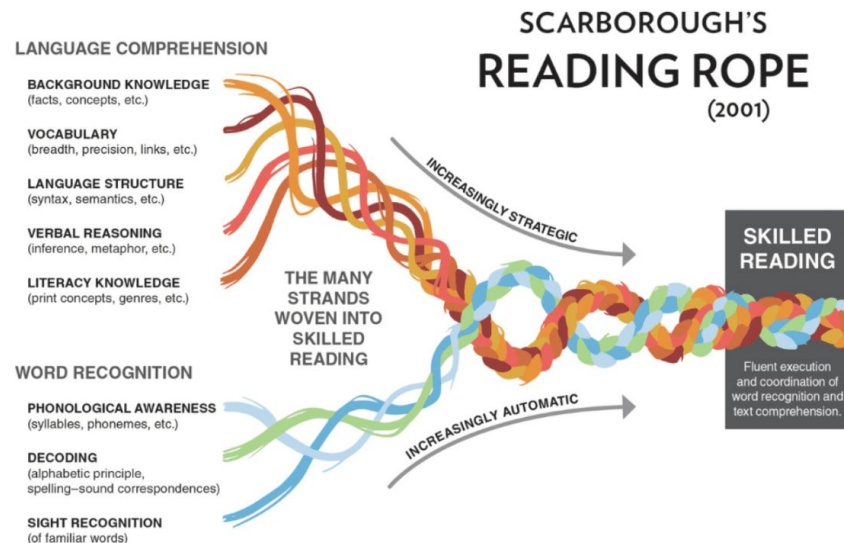 SCARBOROUGH'S
READING ROPE
(2001)
LANGUAGE COMPREHENSION
BACKGROUND KNOWLEDGE
(facts, concepts, etc.)
VOCABULARY
(breadth, precision, links, etc.)
LANGUAGE STRUCTURE
(syntax, semantics, etc.)
VERBAL REASONING
(inference, metaphor, etc.)
LITERACY KNOWLEDGE
(print concepts, genres, etc.)
WORD RECOGNITION
PHONOLOGICAL AWARENESS
(syllables, phonemes, etc.)
DECODING
(alphabetic principle,
spelling–sound correspondences)
SIGHT RECOGNITION
(of familiar words)
THE MANY
STRANDS
WOVEN INTO
SKILLED
READING
INCREASINGLY STRATEGIC
INCREASINGLY AUTOMATIC
SKILLED
READING
Fluent execution
and coordination of
word recognition and
text comprehension.